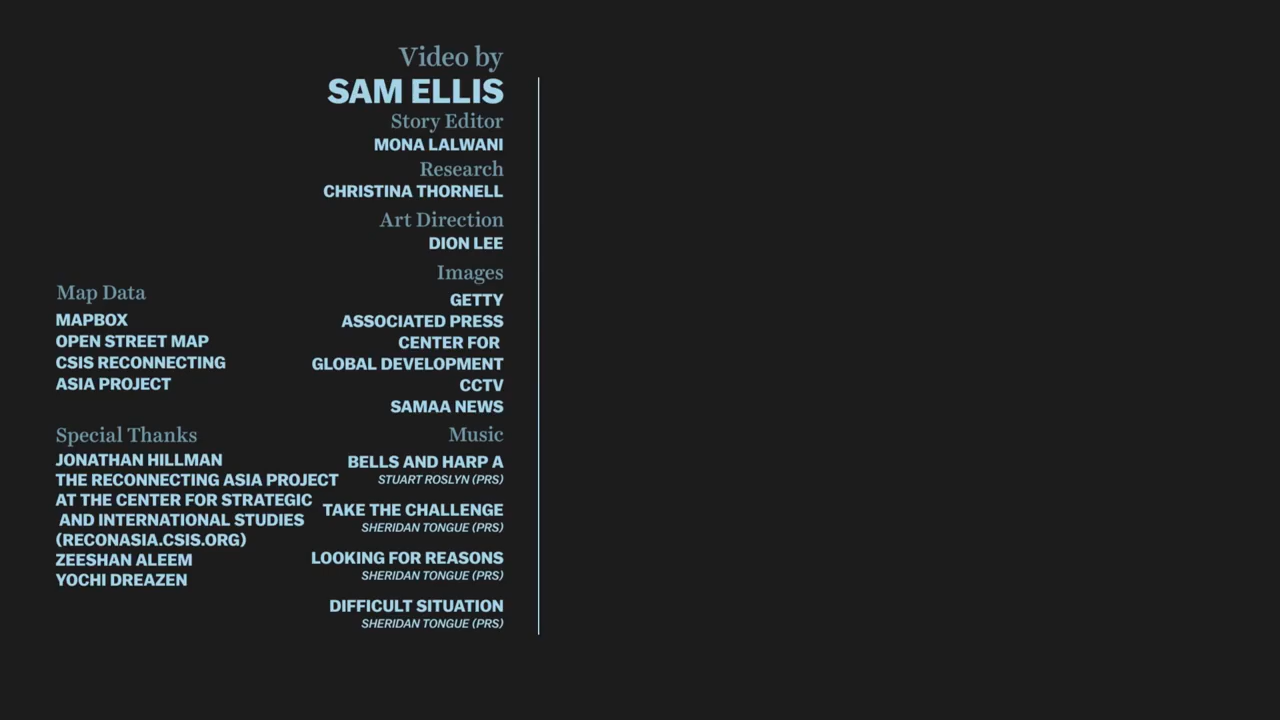 Video by
SAM ELLIS
Story Editor
MONA LALWANI
Research
CHRISTINA THORNELL
Art Direction
DION LEE
Images
GETTY
ASSOCIATED PRESS
CENTER FOR
GLOBAL DEVELOPMENT
CCTV
SAMAA NEWS
Music
BELLS AND HARP A
STUART ROSLYN (PRS)
TAKE THE CHALLENGE
SHERIDAN TONGUE (PRS)
LOOKING FOR REASONS
SHERIDAN TONGUE (PRS)
DIFFICULT SITUATION
SHERIDAN TONGUE (PRS)
Map Data
MAPBOX
OPEN STREET MAP
CSIS RECONNECTING
ASIA PROJECT
Special Thanks
JONATHAN HILLMAN
THE RECONNECTING ASIA PROJECT
AT THE CENTER FOR STRATEGIC
AND INTERNATIONAL STUDIES
(RECONASIA.CSIS.ORG)
ZEESHAN ALEEM
YOCHI DREAZEN